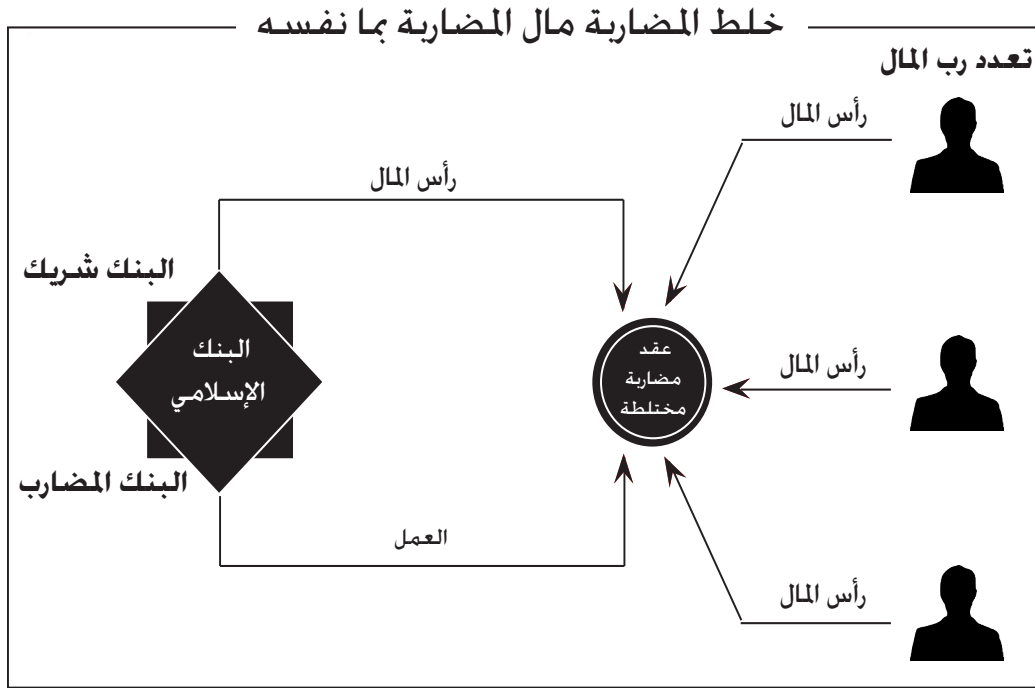 خلط المضاربة مال المضاربة بما نفسه
تعدد رب المال
رأس المال
رأس المال
البنك شريك
البنك
الإسلامي
عقد
مضاربة
مختلطة
رأس المال
البنك المضارب
العمل
رأس المال